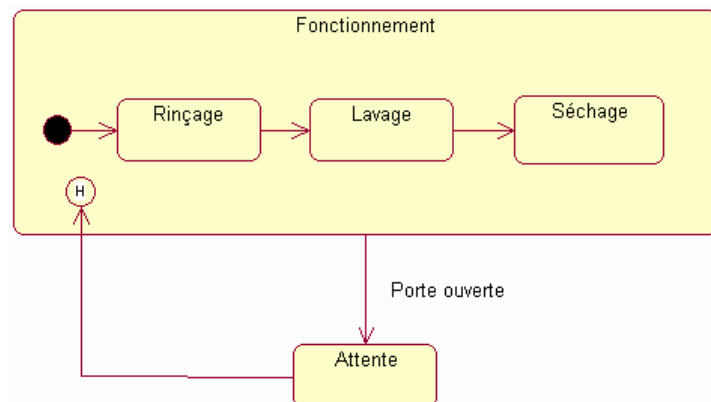 Fonctionnement
Rinçage
Lavage
Séchage
H
Porte ouverte
Attente